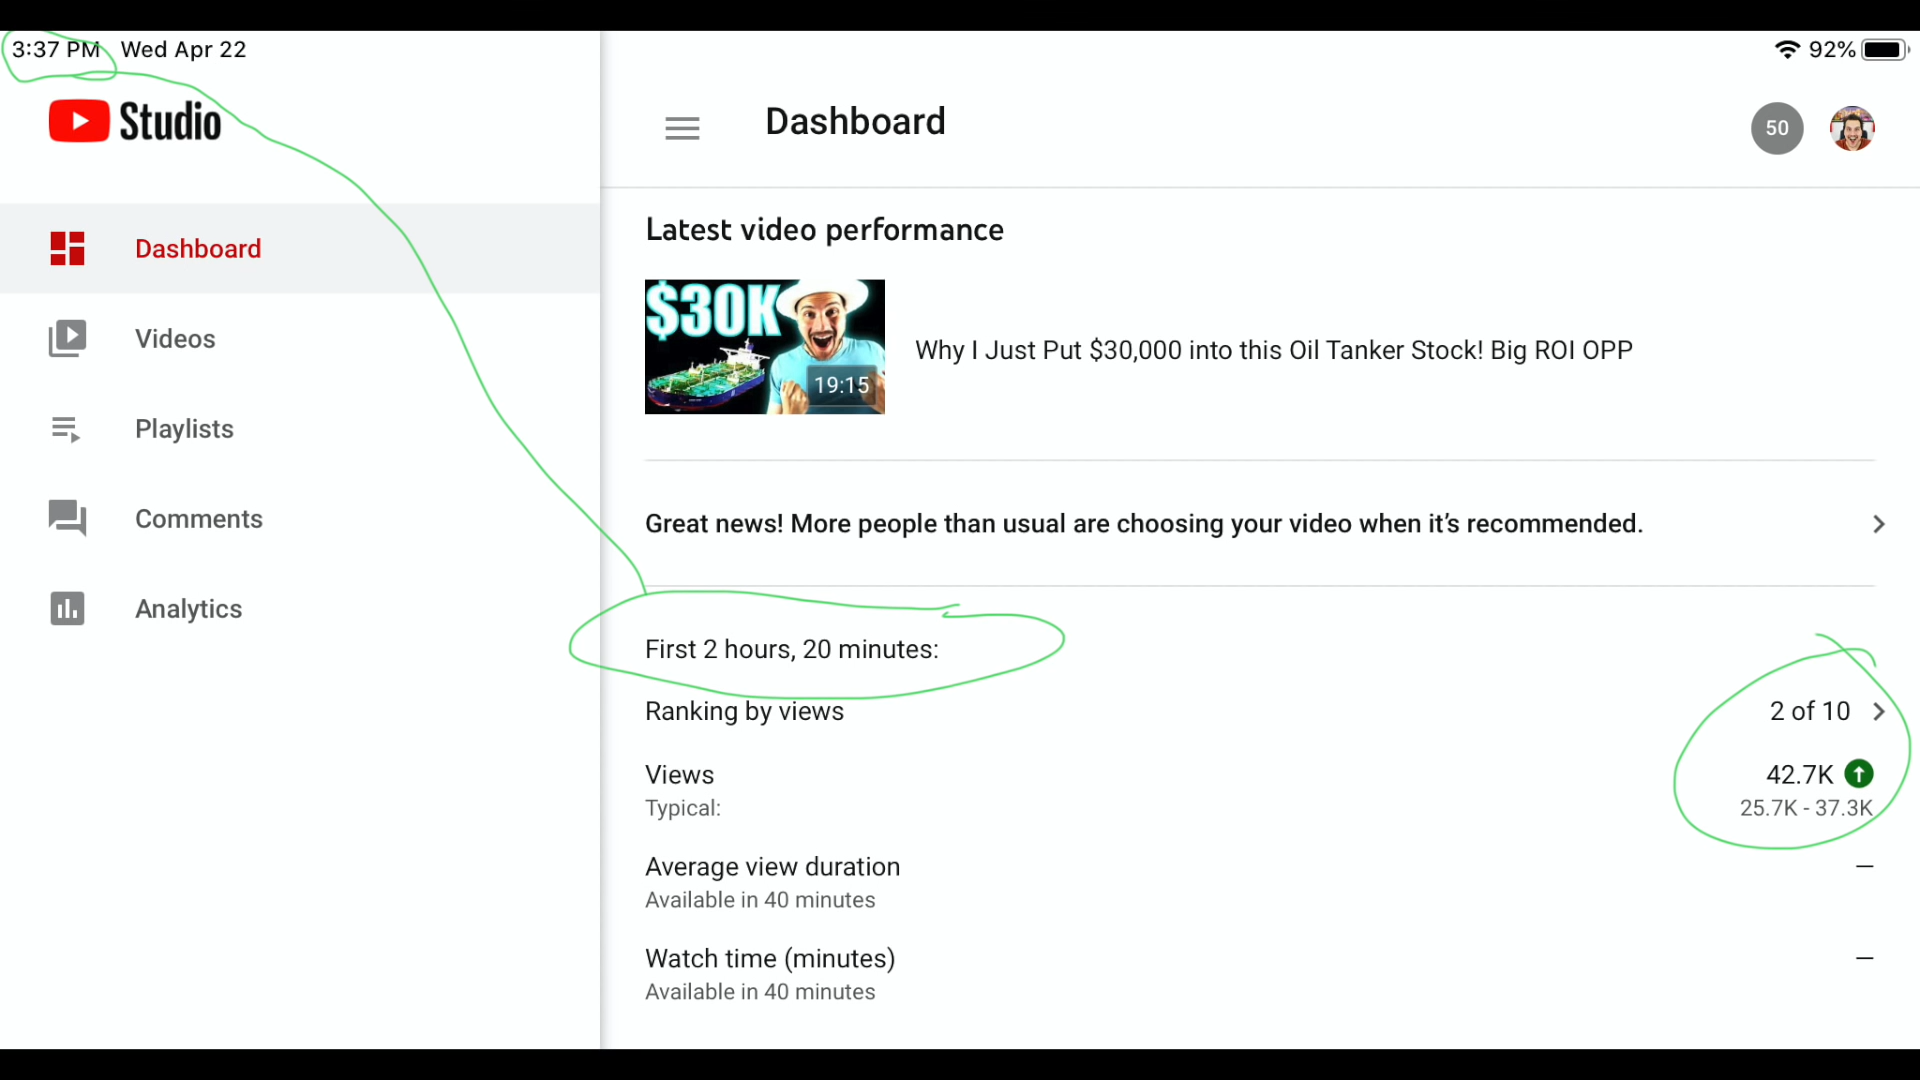 3:37 PM Wed Apr 22
92%
Studio
Dashboard
50
Dashboard
Videos
Playlists
Comments
Analytics
Latest video performance
$30K
19:15
Why I Just Put $30,000 into this Oil Tanker Stock! Big ROI OPP
Great news! More people than usual are choosing your video when it’s recommended.
First 2 hours, 20 minutes:
Ranking by views 2 of 10
Views 42.7K
Typical: 25.7K - 37.3K
Average view duration —
Available in 40 minutes
Watch time (minutes) —
Available in 40 minutes